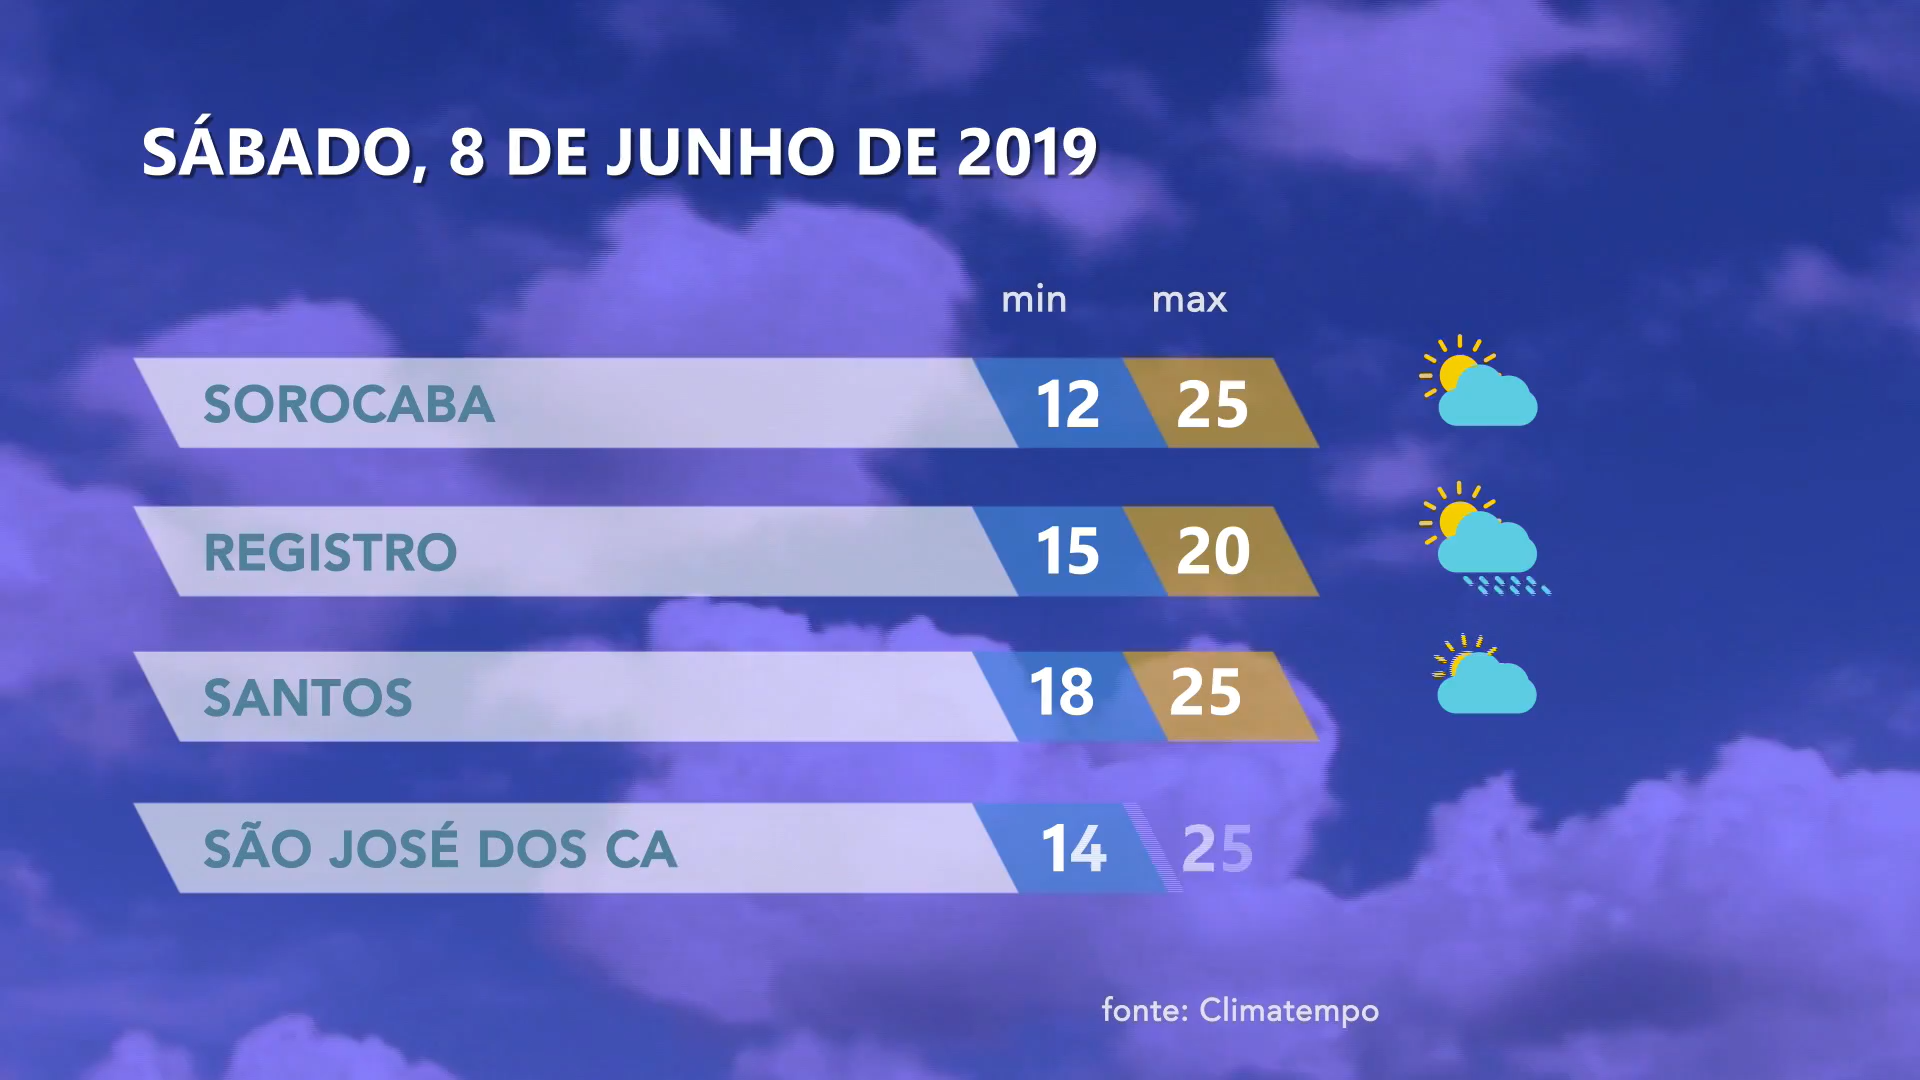 SÁBADO, 8 DE JUNHO DE 2019
min max
SOROCABA 12 25
REGISTRO 15 20
SANTOS 18 25
SÃO JOSÉ DOS CA 14 25
fonte: Climatempo